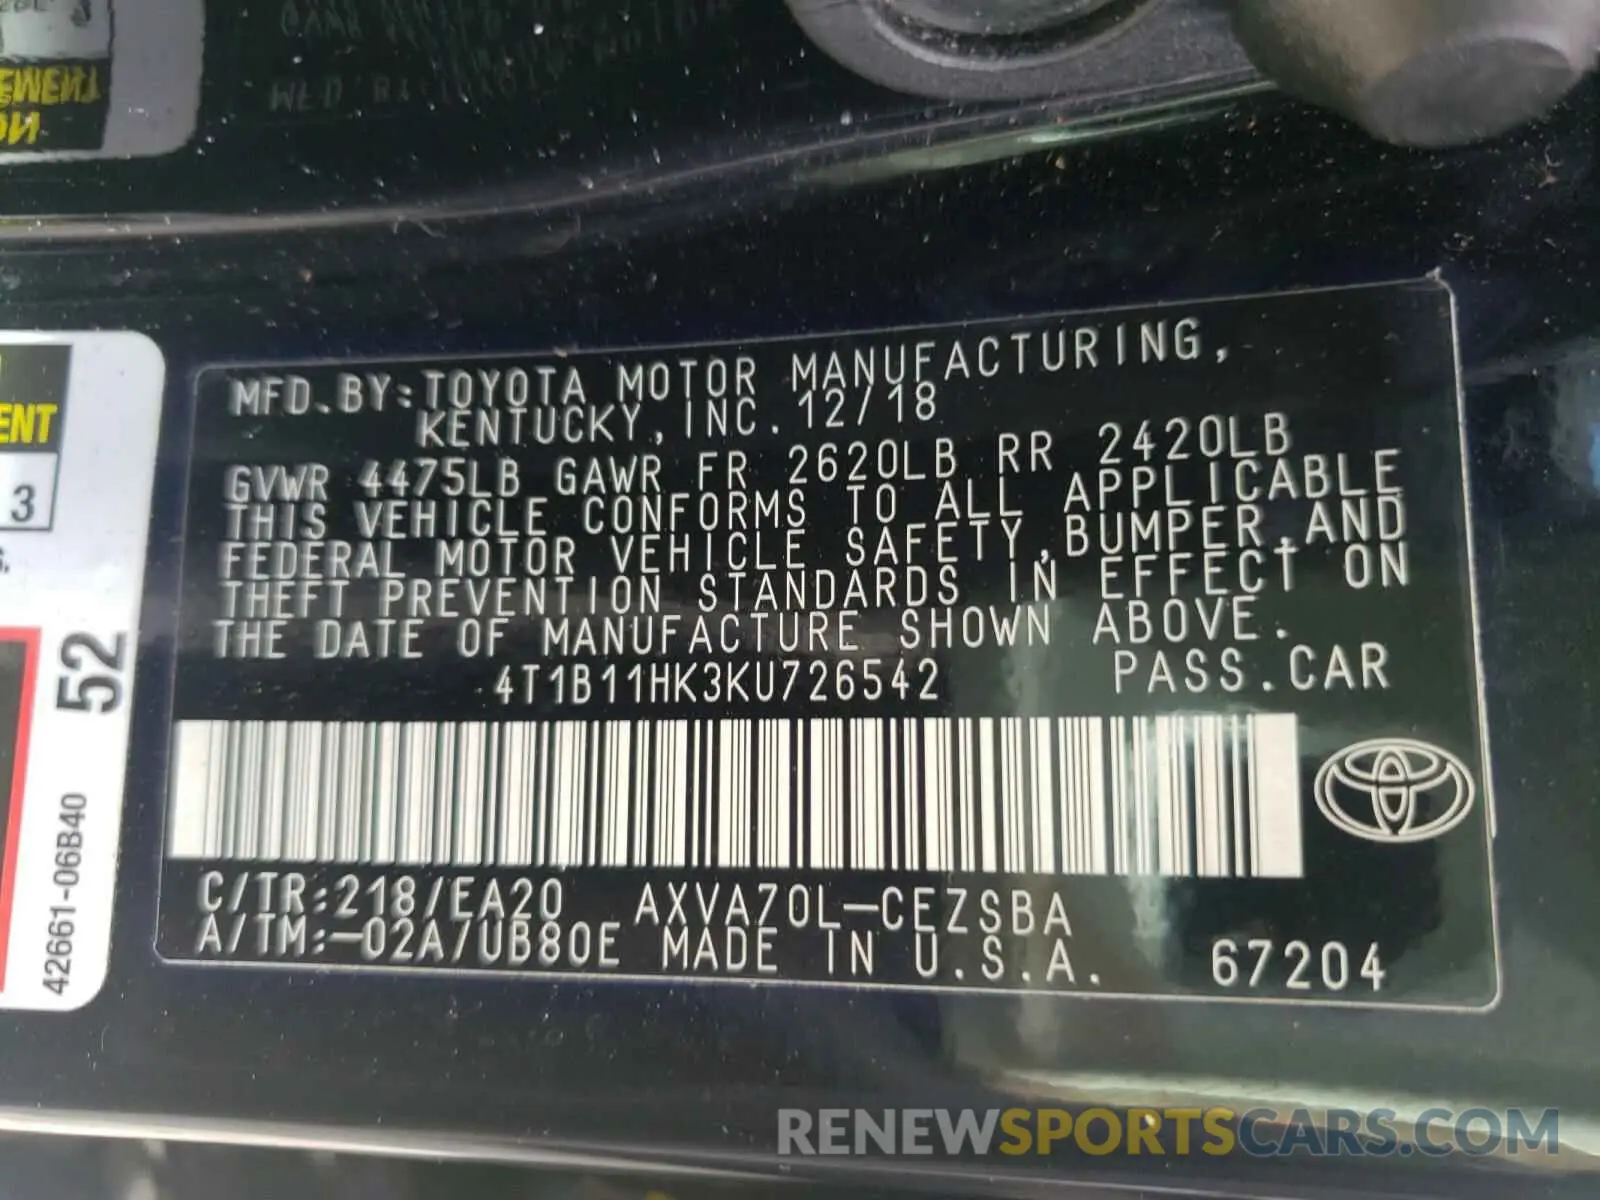 MFD.BY:TOYOTA MOTOR MANUFACTURING,
KENTUCKY, INC. 12/18
GVWR 4475LB GAWR FR 2620LB RR 2420LB
THIS VEHICLE CONFORMS TO ALL APPLICABLE
FEDERAL MOTOR VEHICLE SAFETY,BUMPER,AND
THEFT PREVENTION STANDARDS IN EFFECT ON
THE DATE OF MANUFACTURE SHOWN ABOVE.
4T1B11HK3KU726542 PASS.CAR
C/TR:218/EA20 AXVA70L-CEZSBA
A/TM:-02A/UB80E MADE IN U.S.A. 67204
ENT
3
52
42661-06B40
RENEWSPORTSCARS.COM